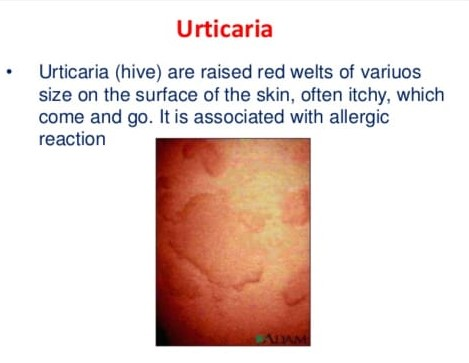 Urticaria
• Urticaria (hive) are raised red welts of variuos
size on the surface of the skin, often itchy, which
come and go. It is associated with allergic
reaction
ADAM